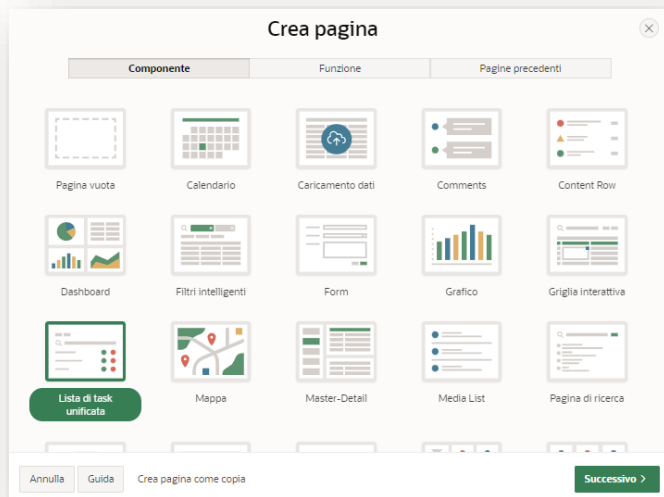 Crea pagina
Componente
Funzione
Pagine precedenti
Pagina vuota
Calendario
Caricamento dati
Comments
Content Row
Dashboard
Filtri intelligenti
Form
Grafico
Griglia interattiva
Lista di task
unificata
Mappa
Master-Detail
Media List
Pagina di ricerca
Annulla
Guida
Crea pagina come copia
Successivo >